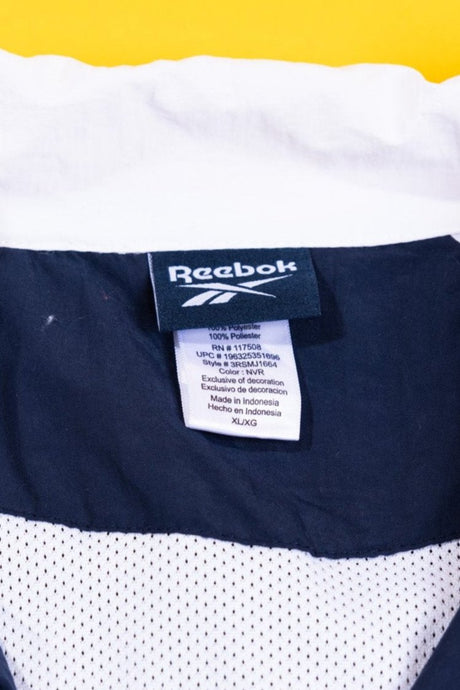 Reebok
100% Polyester
100% Polyester
RN # 117508
UPC # 196325351696
Style # 3RSMJ1664
Color : NVR
Exclusive of decoration
Exclusivo de decoracion
Made in Indonesia
Hecho en Indonesia
XL/XG